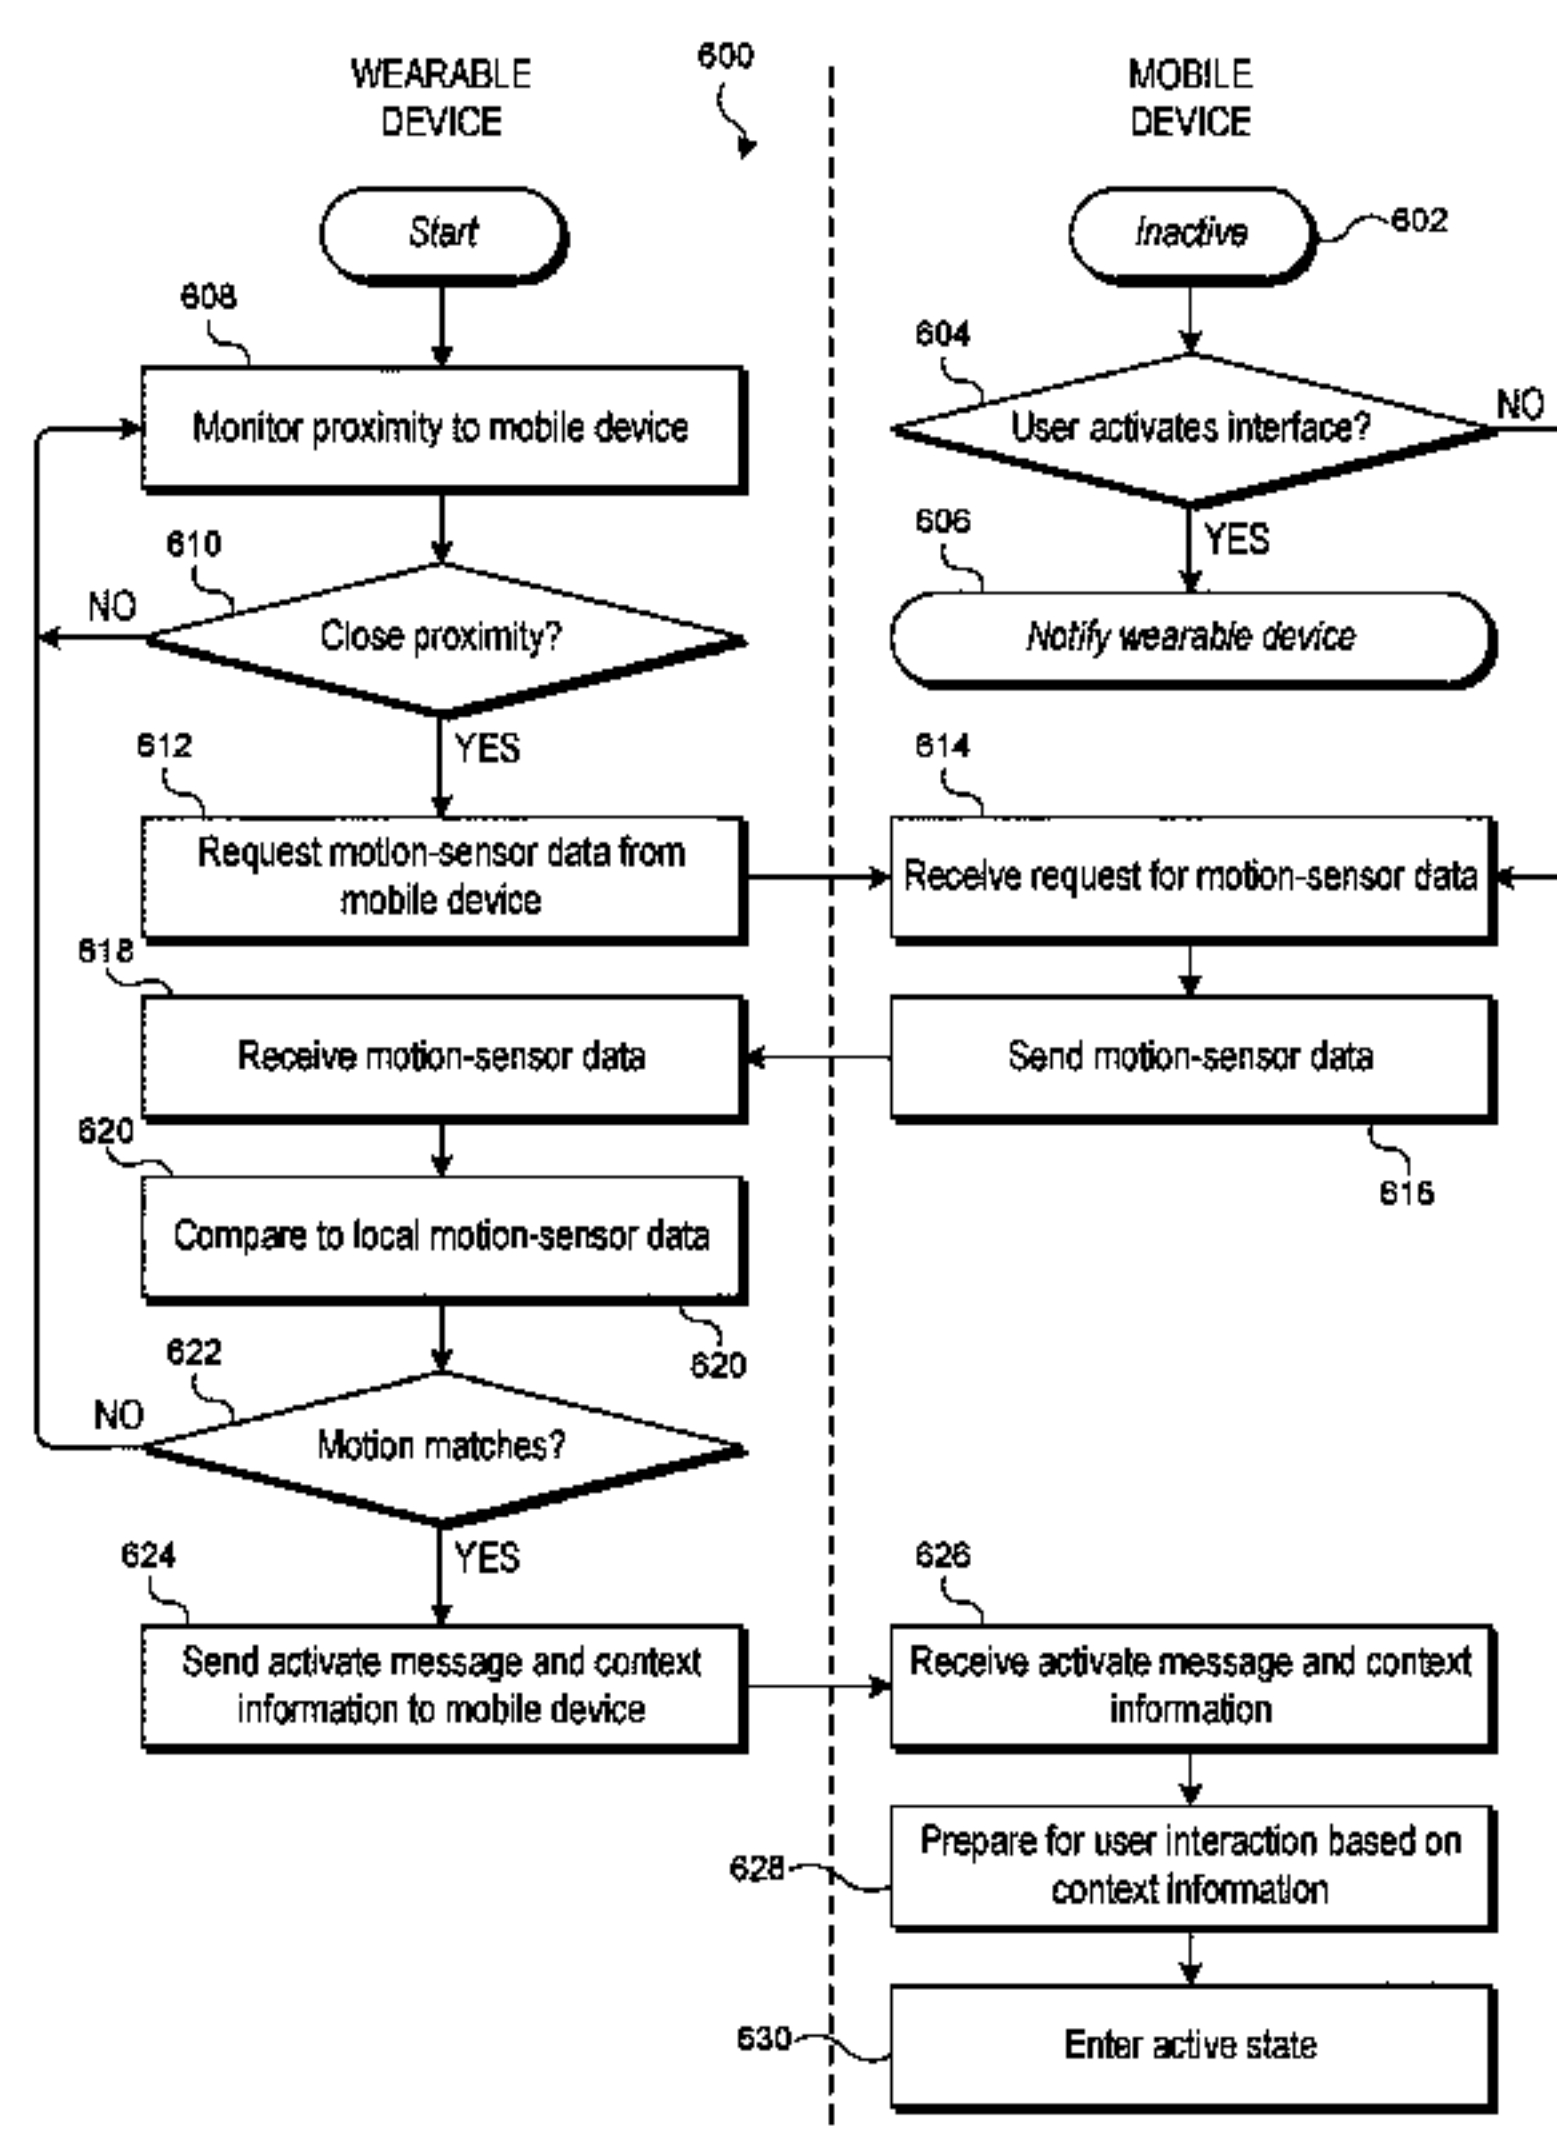 WEARABLE
DEVICE
600
MOBILE
DEVICE
Start
Inactive
602
608
604
Monitor proximity to mobile device
User activates interface?
NO
610
606
YES
NO
Close proximity?
Notify wearable device
612
YES
614
Request motion-sensor data from
mobile device
Receive request for motion-sensor data
618
Receive motion-sensor data
Send motion-sensor data
620
616
Compare to local motion-sensor data
622
620
NO
Motion matches?
624
YES
626
Send activate message and context
information to mobile device
Receive activate message and context
information
628
Prepare for user interaction based on
context information
630
Enter active state